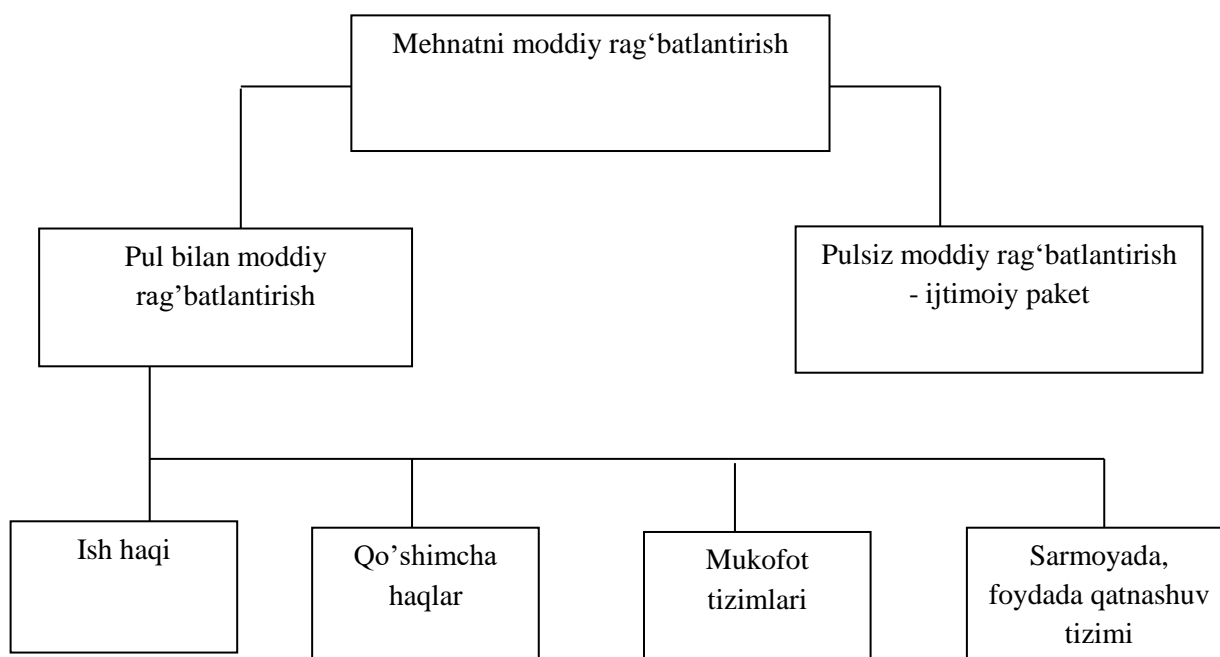 Mehnatni moddiy rag‘batlantirish
Pul bilan moddiy
rag’batlantirish
Pulsiz moddiy rag‘batlantirish
- ijtimoiy paket
Ish haqi
Qo’shimcha
haqlar
Mukofot
tizimlari
Sarmoyada,
foydada qatnashuv
tizimi